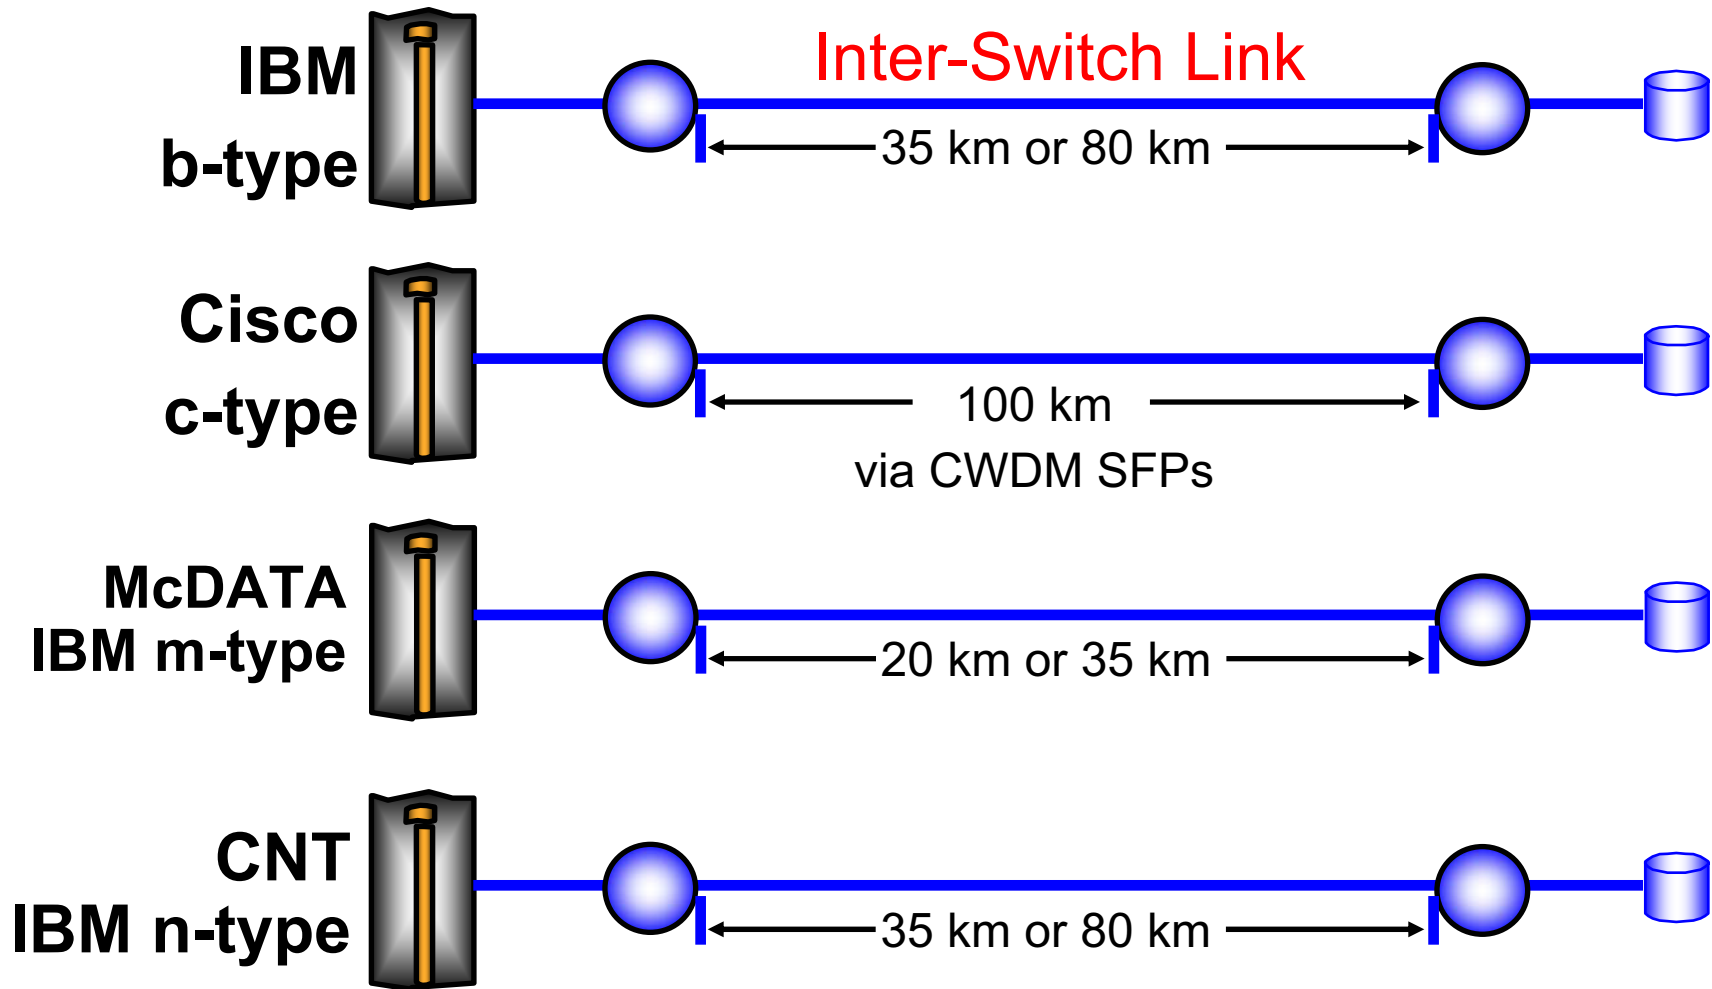 IBM
b-type
Inter-Switch Link
35 km or 80 km
Cisco
c-type
100 km
via CWDM SFPs
McDATA
IBM m-type
20 km or 35 km
CNT
IBM n-type
35 km or 80 km